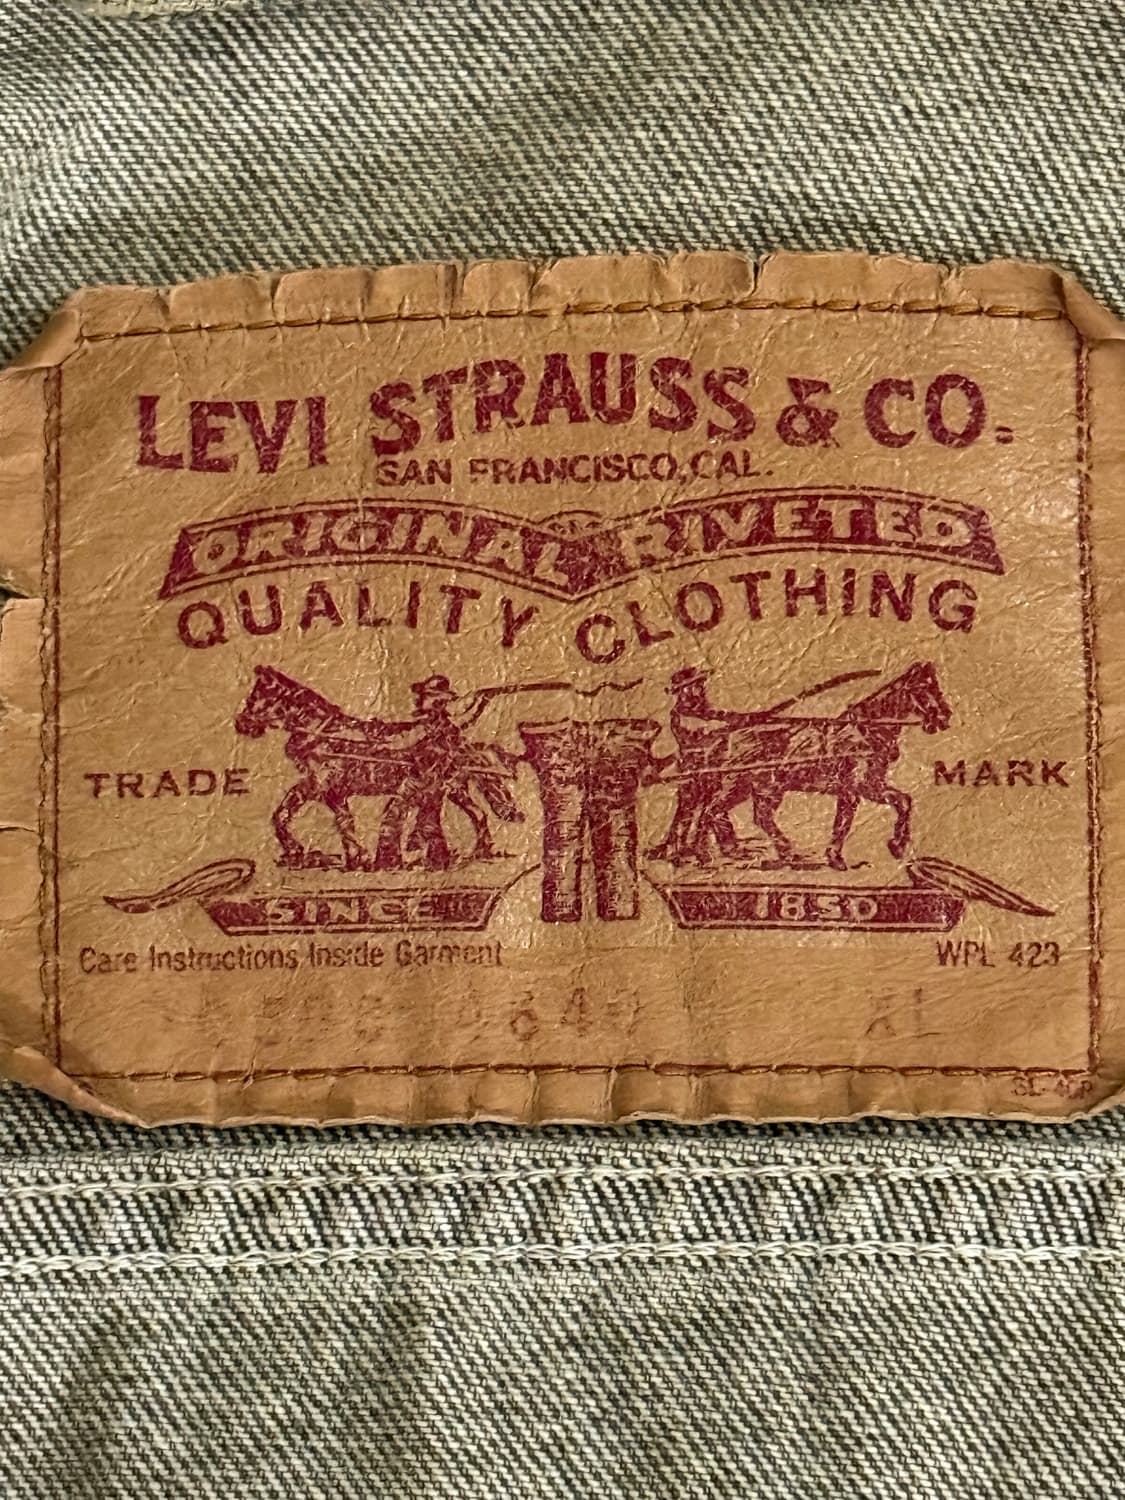 LEVI STRAUSS & CO.
SAN FRANCISCO, CAL.
ORIGINAL RIVETED
QUALITY CLOTHING
TRADE MARK
SINCE 1850
Care Instructions Inside Garment WPL 423
XL